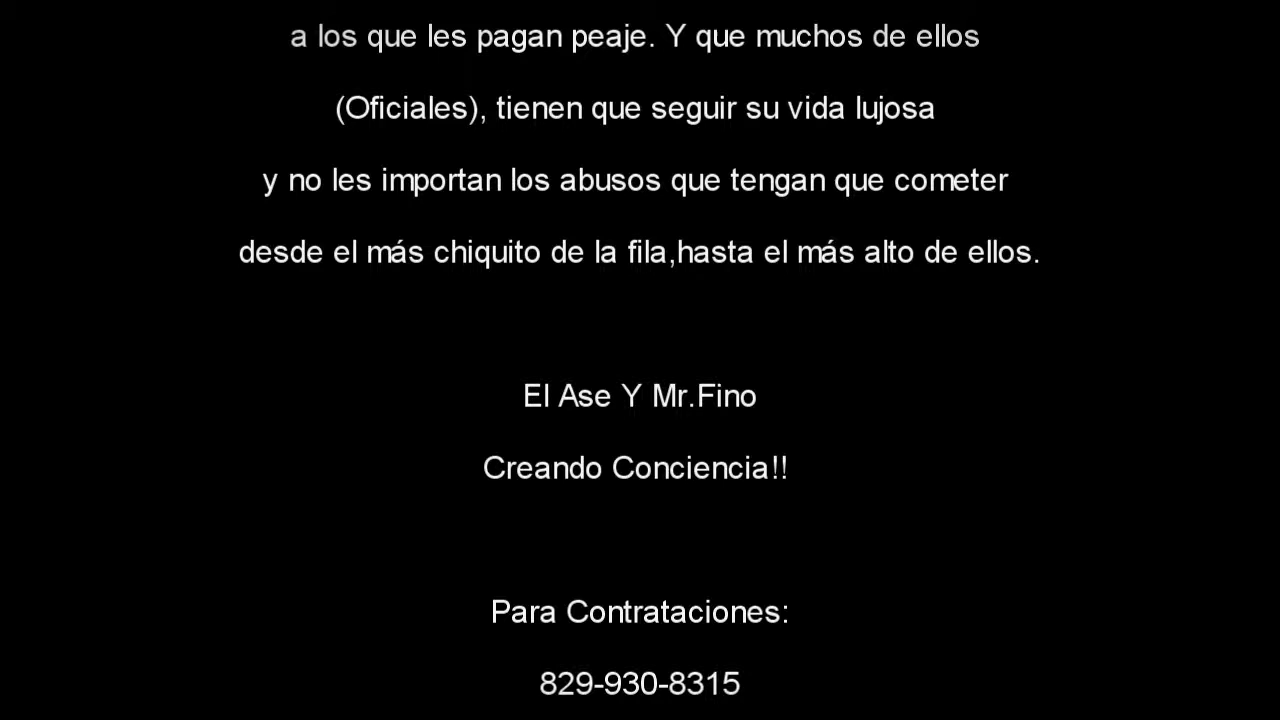 a los que les pagan peaje. Y que muchos de ellos
(Oficiales), tienen que seguir su vida lujosa
y no les importan los abusos que tengan que cometer
desde el más chiquito de la fila,hasta el más alto de ellos.
El Ase Y Mr.Fino
Creando Conciencia!!
Para Contrataciones:
829-930-8315